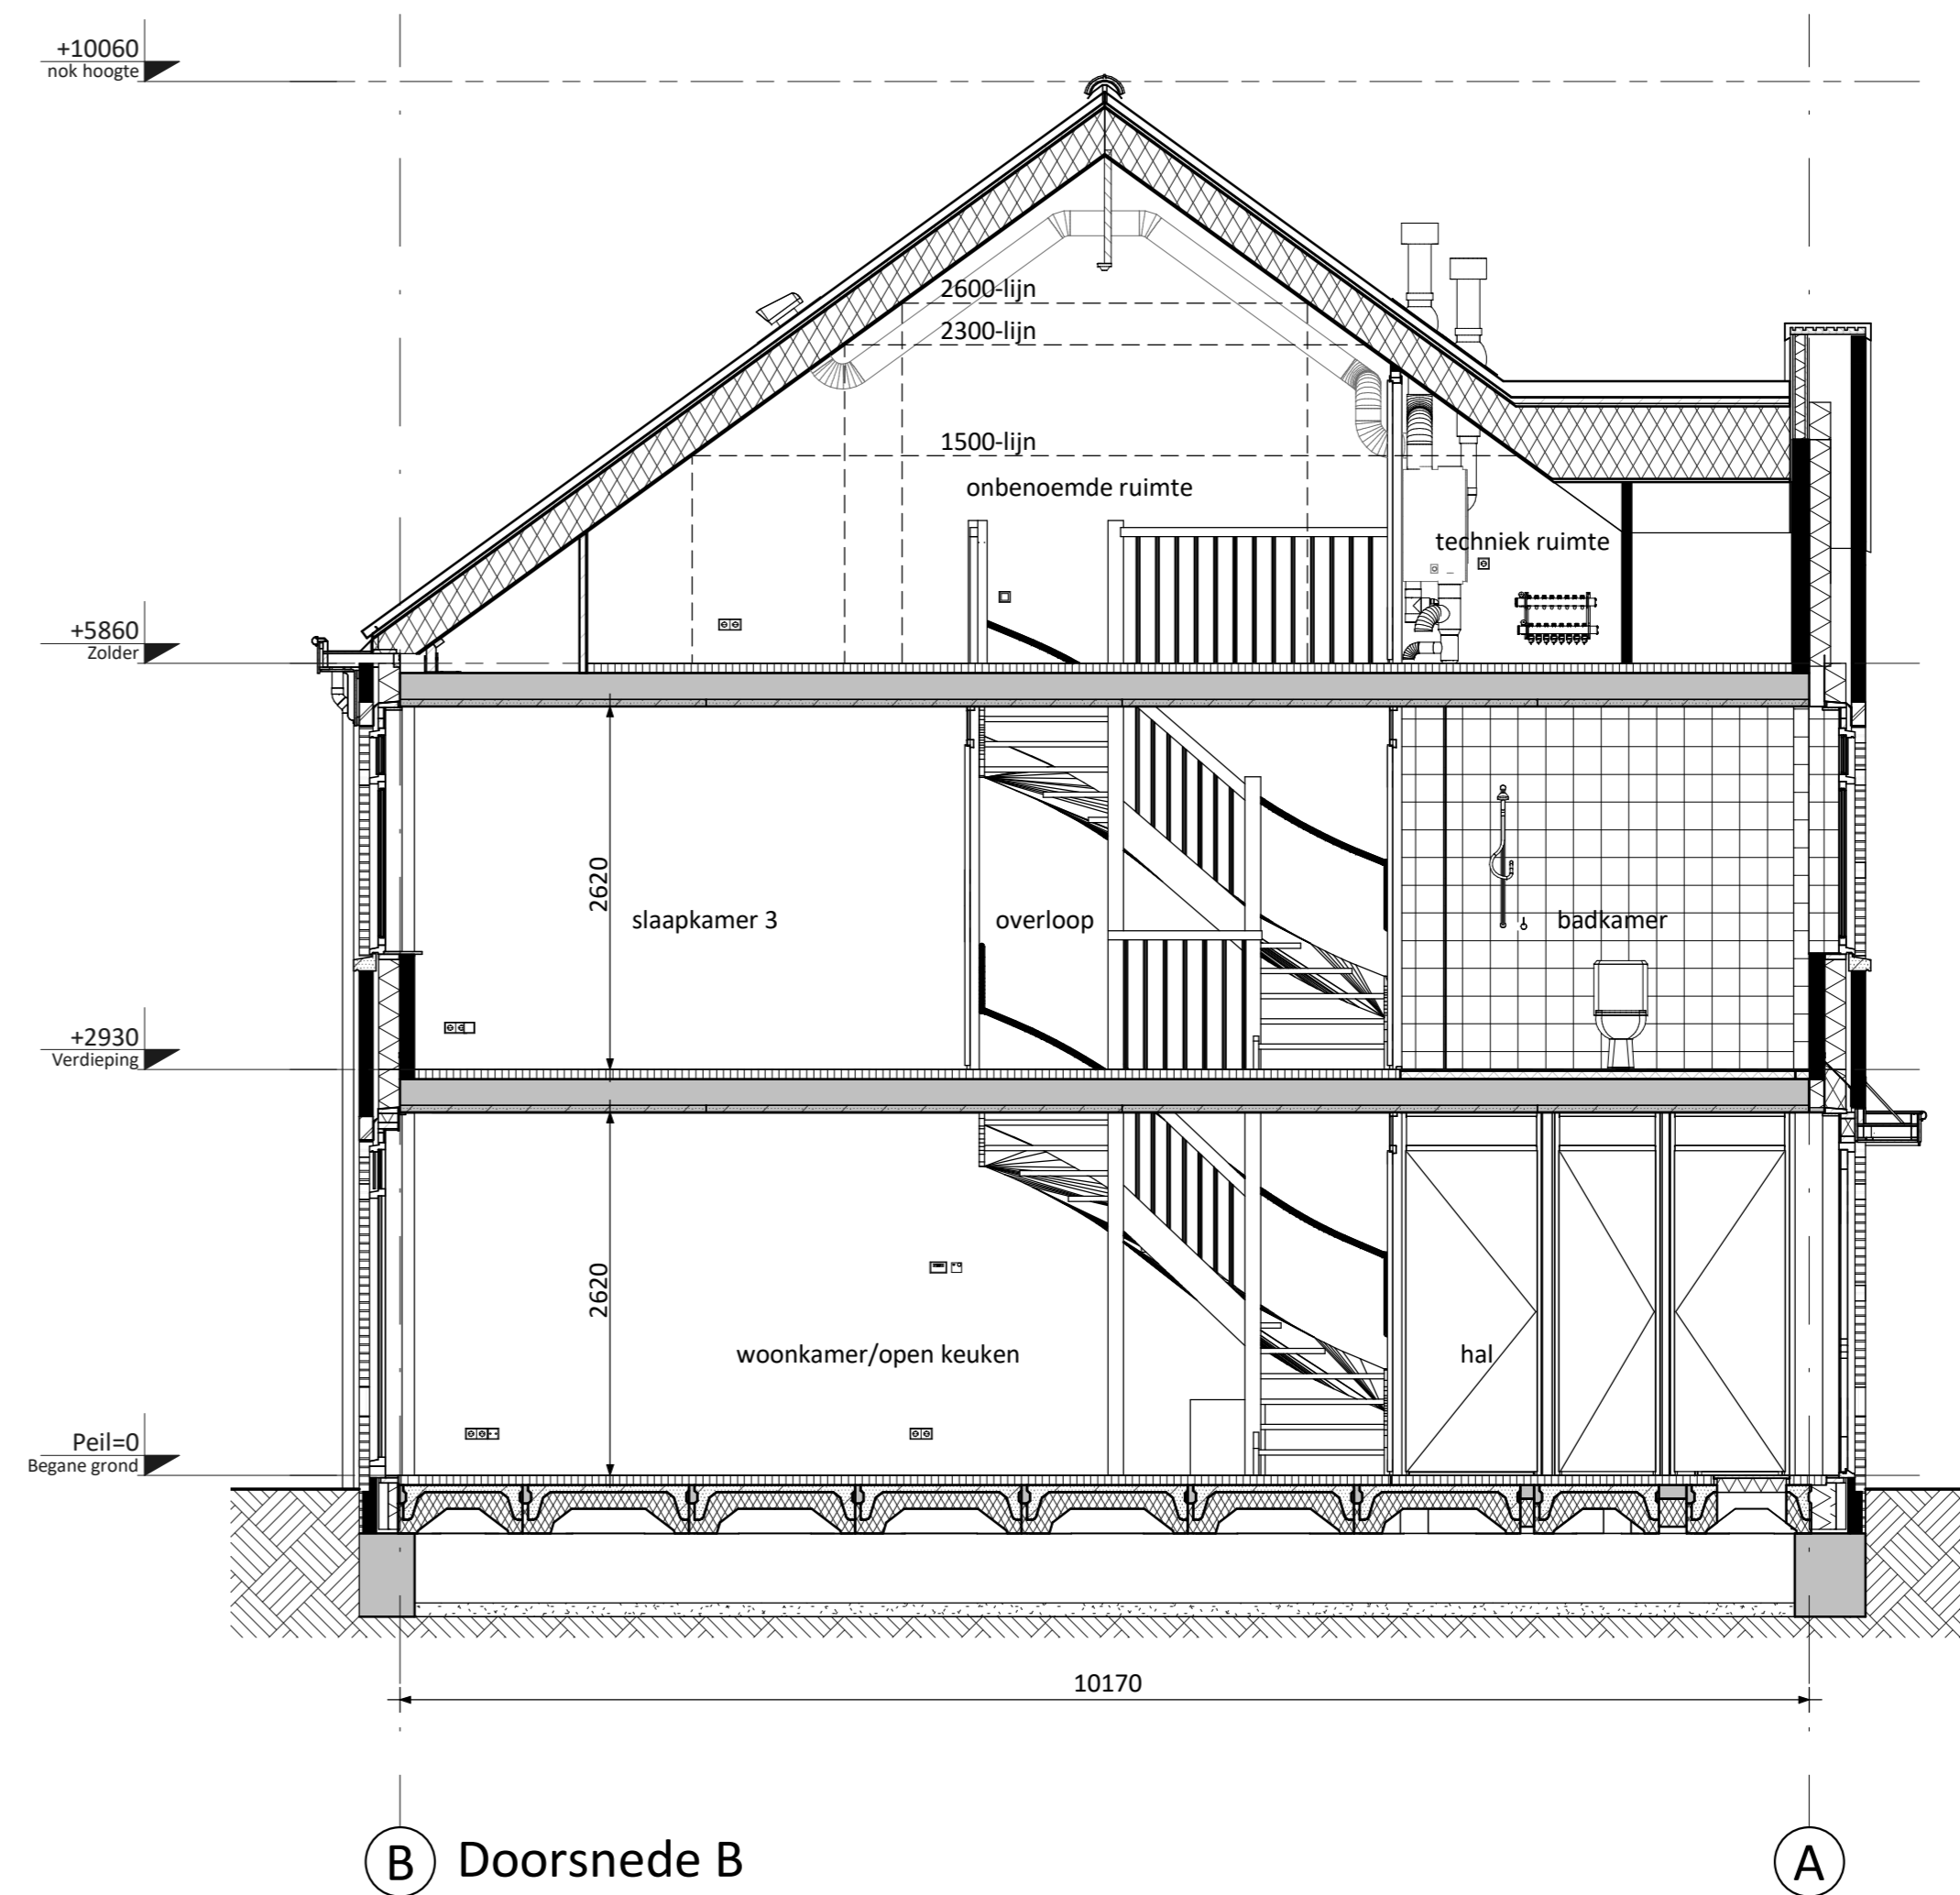 +10060
nok hoogte
2600-lijn
2300-lijn
1500-lijn
onbenoemde ruimte
techniek ruimte
+5860
Zolder
2620
slaapkamer 3
overloop
badkamer
+2930
Verdieping
2620
woonkamer/open keuken
hal
Peil=0
Begane grond
10170
B
Doorsnede B
A